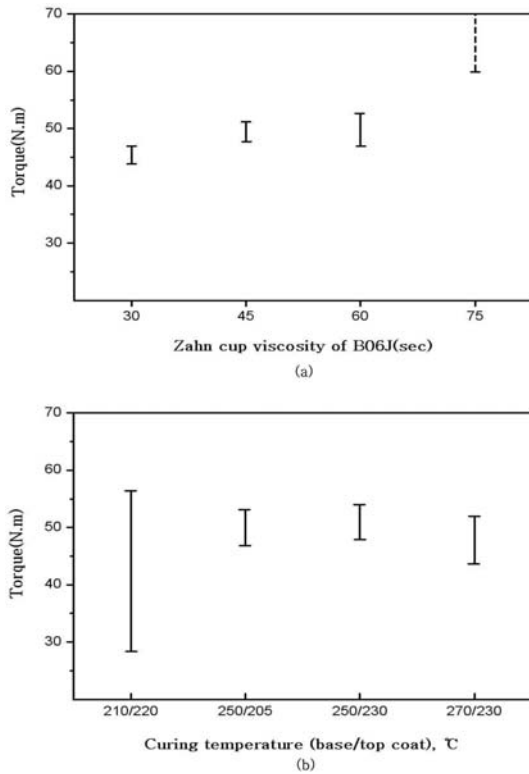 70
60
50
40
30
Torque(N.m)
30 45 60 75
Zahn cup viscosity of B06J(sec)
(a)
70
60
50
40
30
Torque(N.m)
210/220 250/205 250/230 270/230
Curing temperature (base/top coat), ℃
(b)